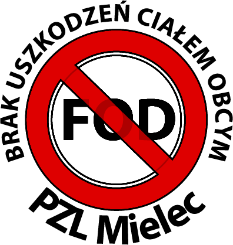 BRAK USZKODZEŃ CIAŁEM OBCYM
FOD
PZL Mielec